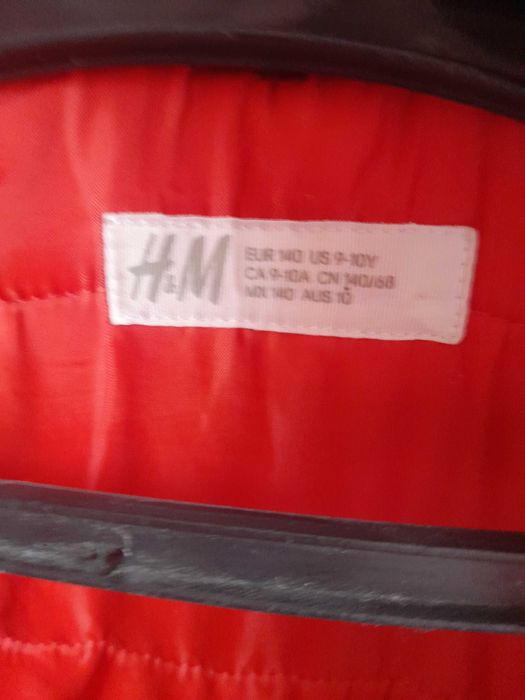 H&M
EUR 140 US 9-10Y
CA 9-10A CN 140/68
MX 140 AUS 10